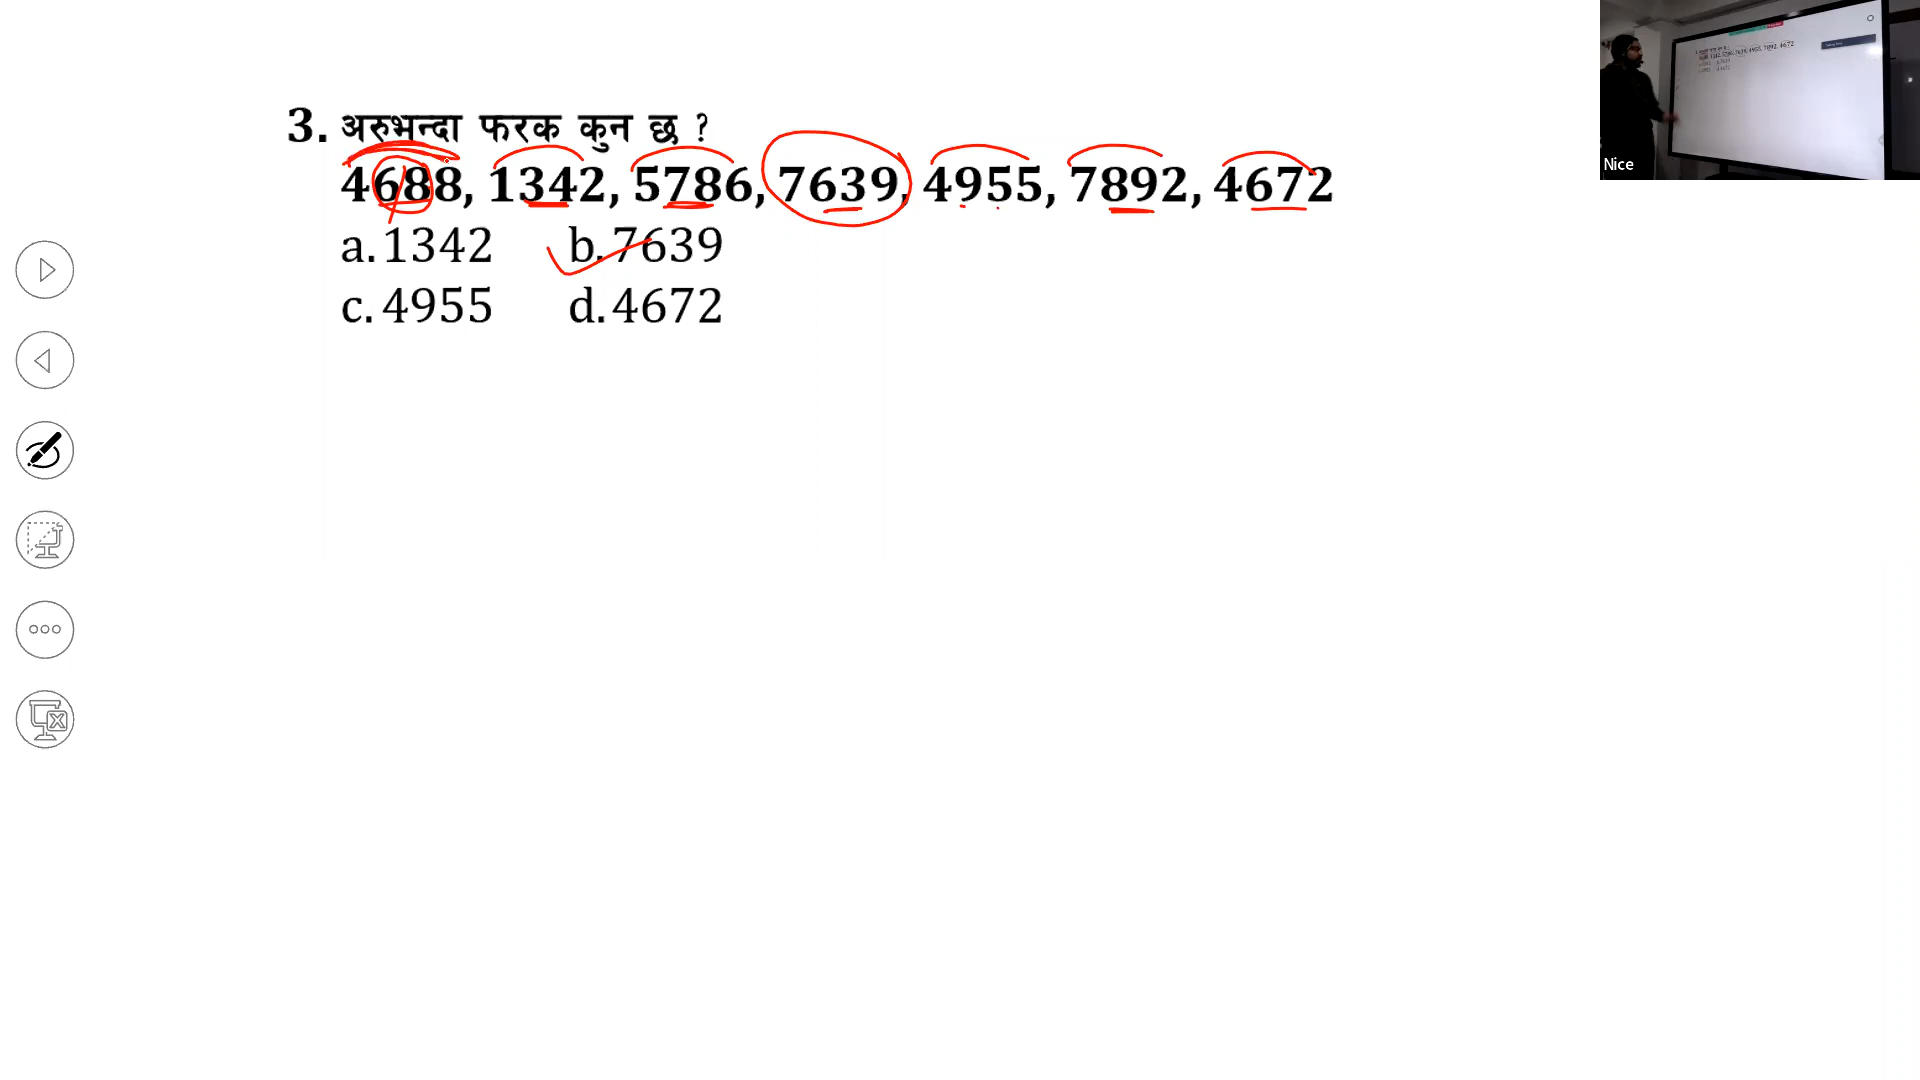 3. अरुभन्दा फरक कुन छ ?
4688, 1342, 5786, 7639, 4955, 7892, 4672
a. 1342 b. 7639
c. 4955 d. 4672
Nice